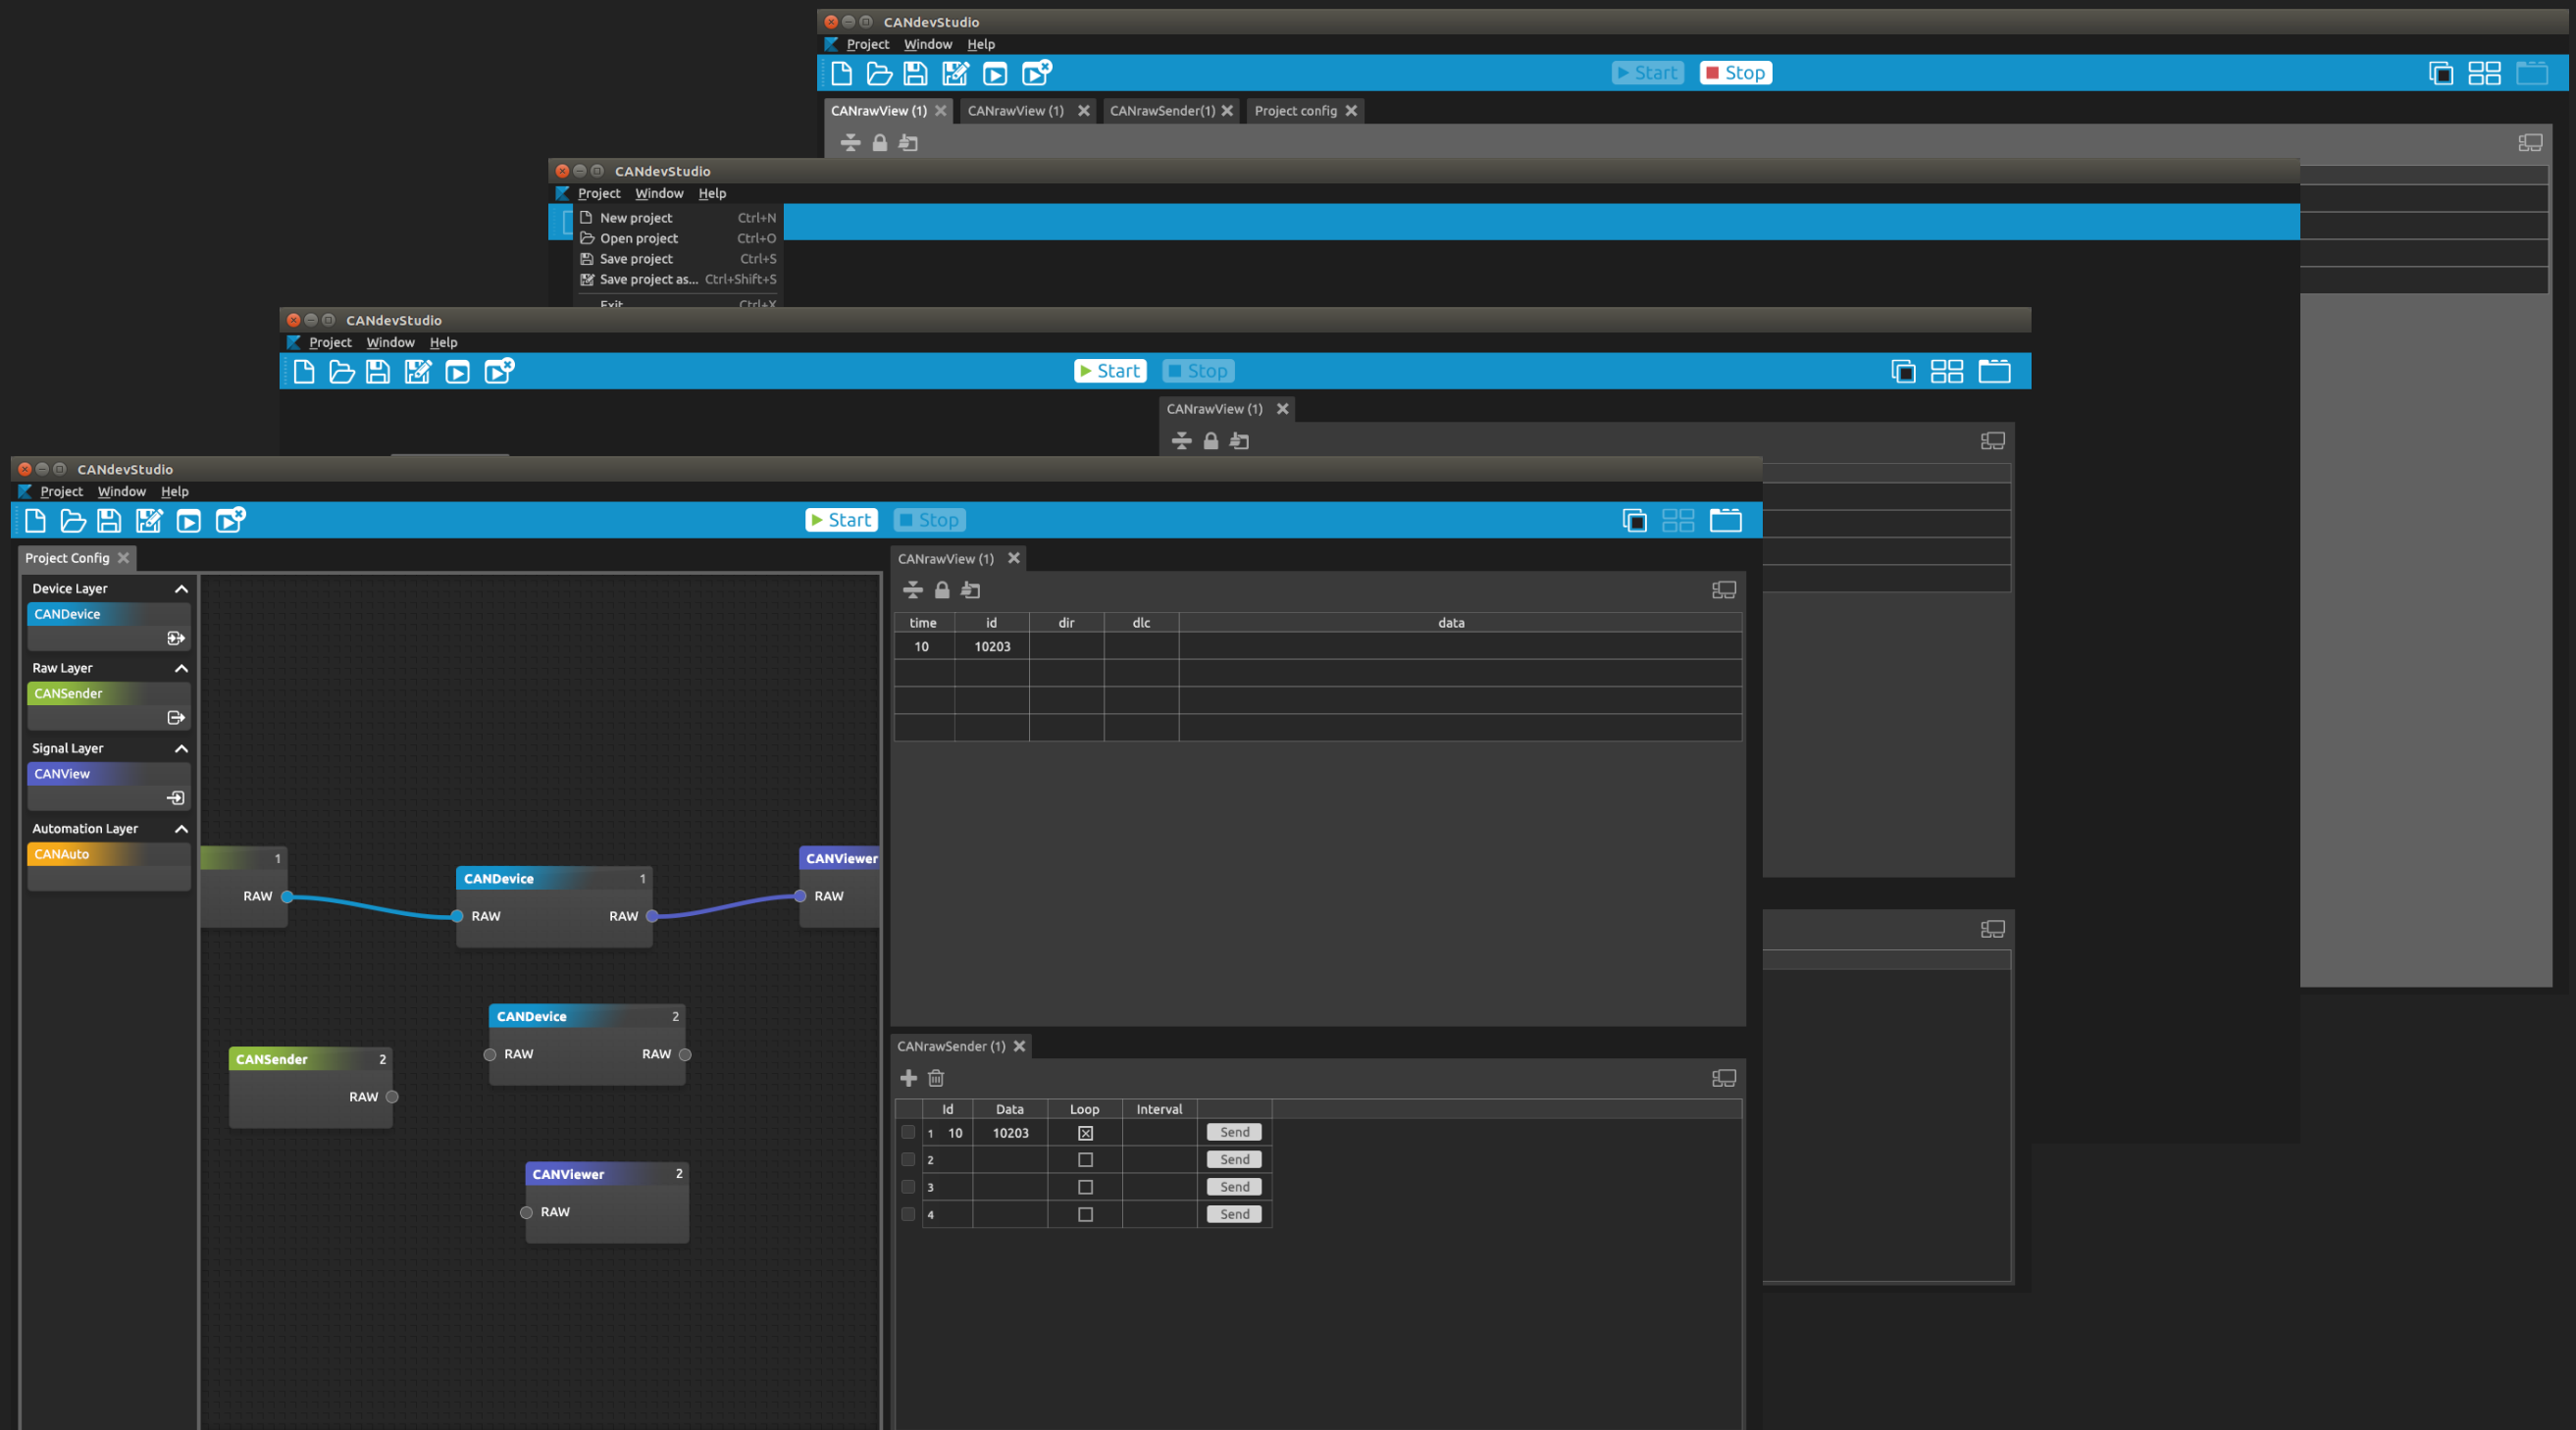 CANdevStudio
Project Window Help
Start Stop
CANrawView (1) CANrawView (1) CANrawSender(1) Project config
CANdevStudio
Project Window Help
New project Ctrl+N
Open project Ctrl+O
Save project Ctrl+S
Save project as... Ctrl+Shift+S
Exit Ctrl+X
CANdevStudio
Project Window Help
Start Stop
CANrawView (1)
CANdevStudio
Project Window Help
Start Stop
Project Config
Device Layer
CANDevice
Raw Layer
CANSender
Signal Layer
CANView
Automation Layer
CANAuto
1
RAW
CANDevice 1
RAW RAW
CANViewer
RAW
CANDevice 2
RAW RAW
CANSender 2
RAW
CANViewer 2
RAW
CANrawView (1)
time id dir dlc data
10 10203
CANrawSender (1)
Id Data Loop Interval
1 10 10203 Send
2 Send
3 Send
4 Send